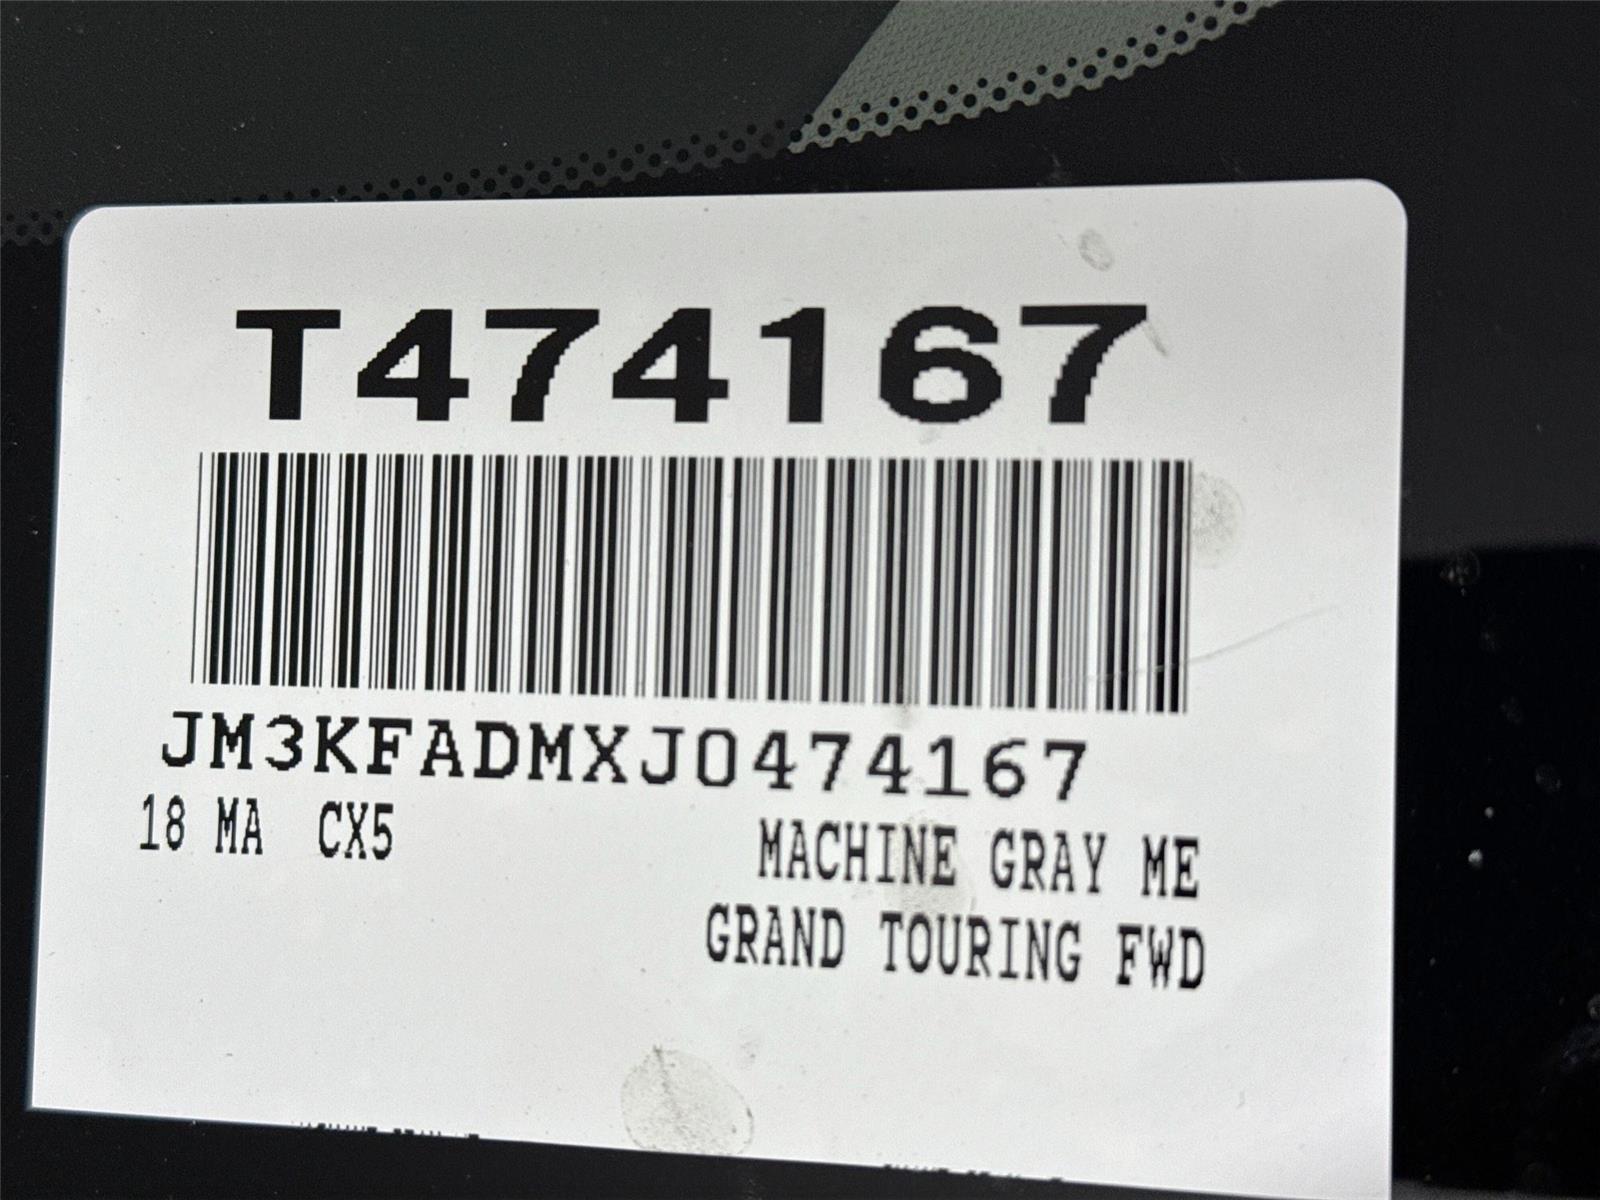 T474167
JM3KFADMXJ0474167
18 MA CX5
MACHINE GRAY ME
GRAND TOURING FWD